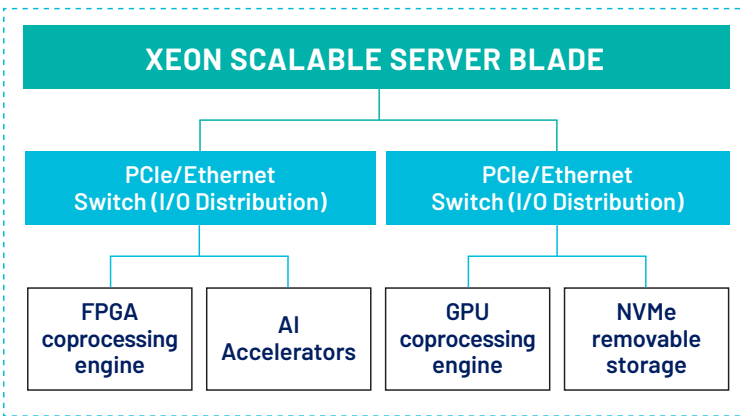 XEON SCALABLE SERVER BLADE
PCIe/Ethernet
Switch (I/O Distribution)
PCIe/Ethernet
Switch (I/O Distribution)
FPGA
coprocessing
engine
AI
Accelerators
GPU
coprocessing
engine
NVMe
removable
storage